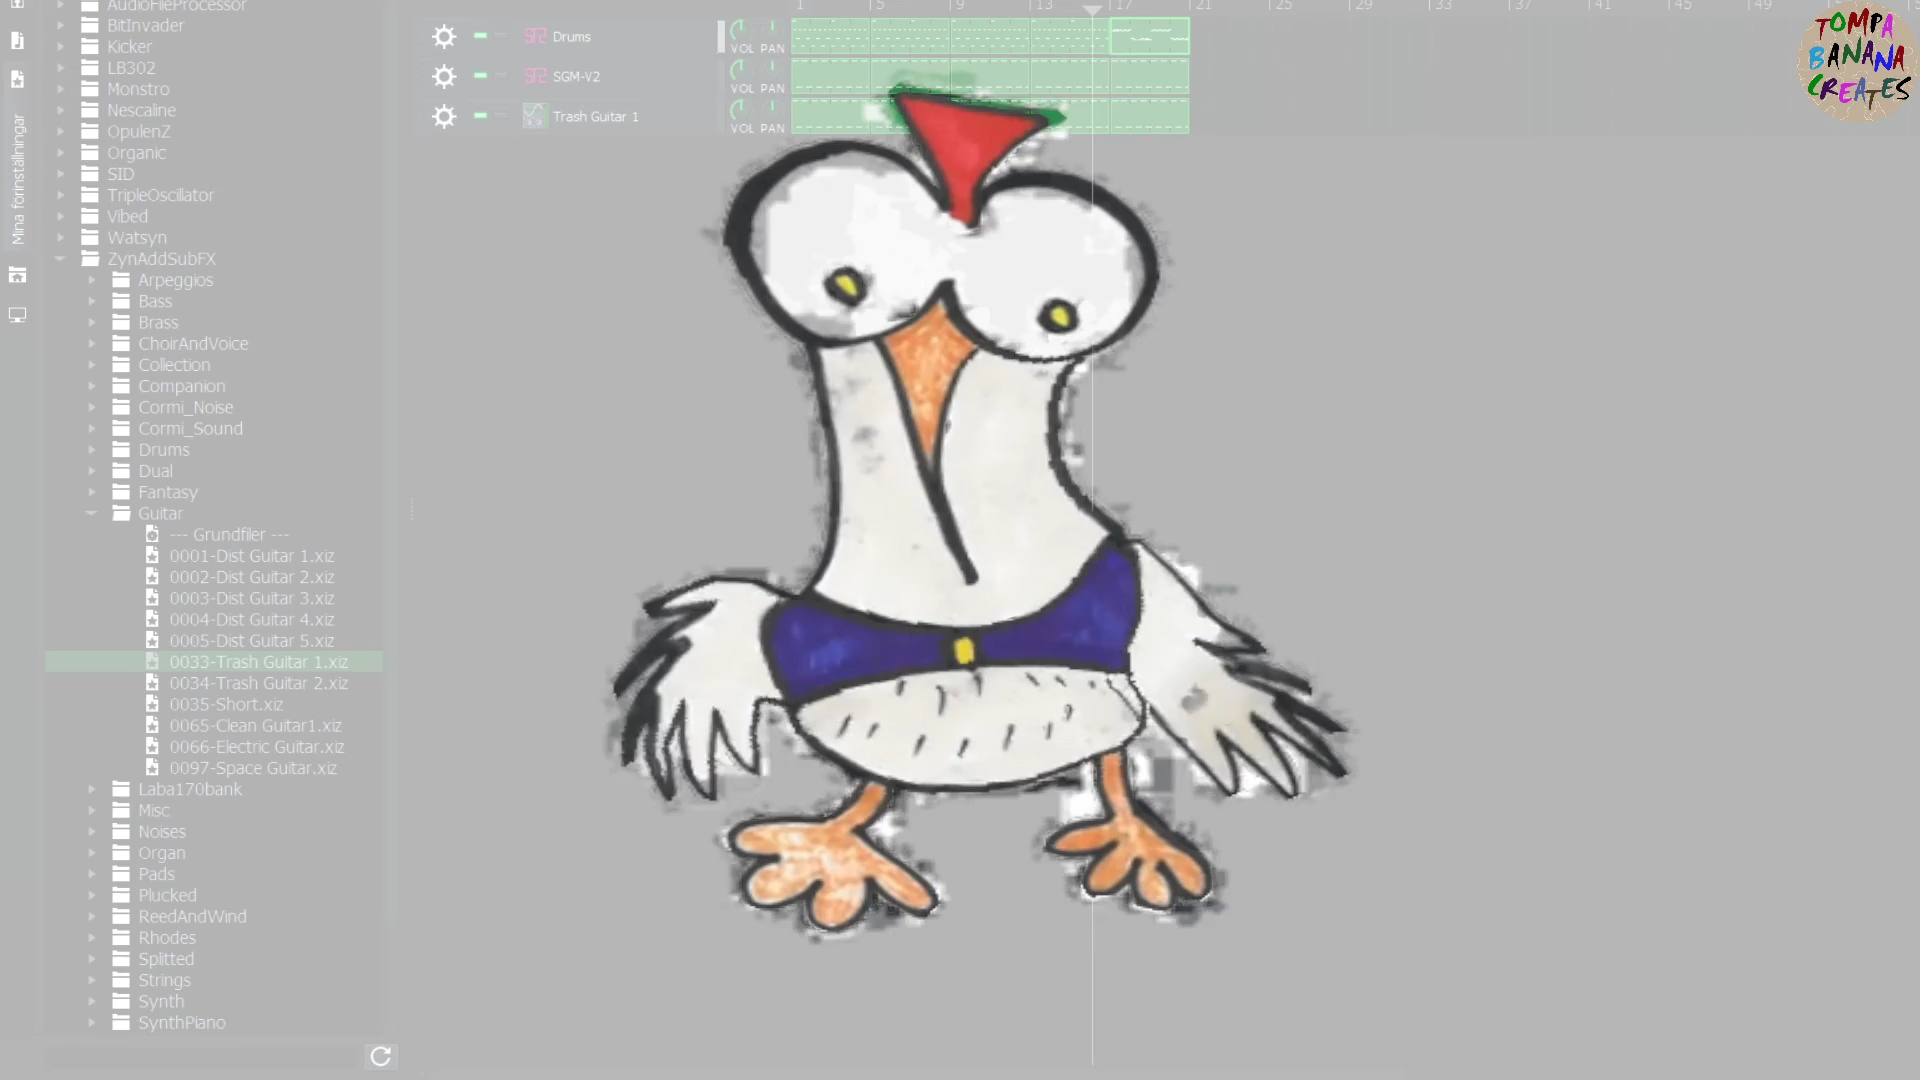 AudioFileProcessor
BitInvader
Kicker
LB302
Monstro
Nescaline
OpulenZ
Organic
SID
TripleOscillator
Vibed
Watsyn
ZynAddSubFX
Arpeggios
Bass
Brass
ChoirAndVoice
Collection
Companion
Cormi_Noise
Cormi_Sound
Drums
Dual
Fantasy
Guitar
--- Grundfiler ---
0001-Dist Guitar 1.xiz
0002-Dist Guitar 2.xiz
0003-Dist Guitar 3.xiz
0004-Dist Guitar 4.xiz
0005-Dist Guitar 5.xiz
0033-Trash Guitar 1.xiz
0034-Trash Guitar 2.xiz
0035-Short.xiz
0065-Clean Guitar1.xiz
0066-Electric Guitar.xiz
0097-Space Guitar.xiz
Laba170bank
Misc
Noises
Organ
Pads
Plucked
ReedAndWind
Rhodes
Splitted
Strings
Synth
SynthPiano
Mina förinställningar
1 5 9 13 17 21 25 29 33 37 41 45 49
Drums
VOL PAN
SGM-V2
VOL PAN
Trash Guitar 1
VOL PAN
TOMPA
BANANA
CREATES